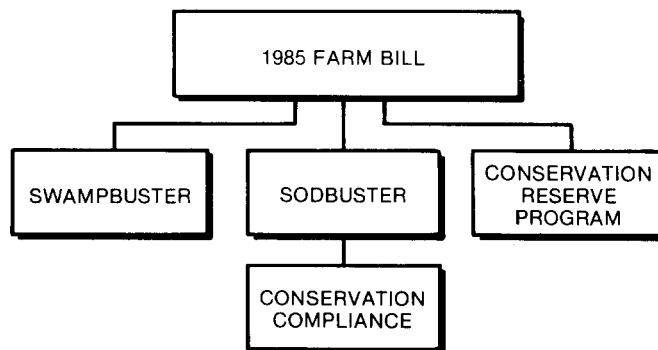 1985 FARM BILL
SWAMPBUSTER
SODBUSTER
CONSERVATION
RESERVE
PROGRAM
CONSERVATION
COMPLIANCE